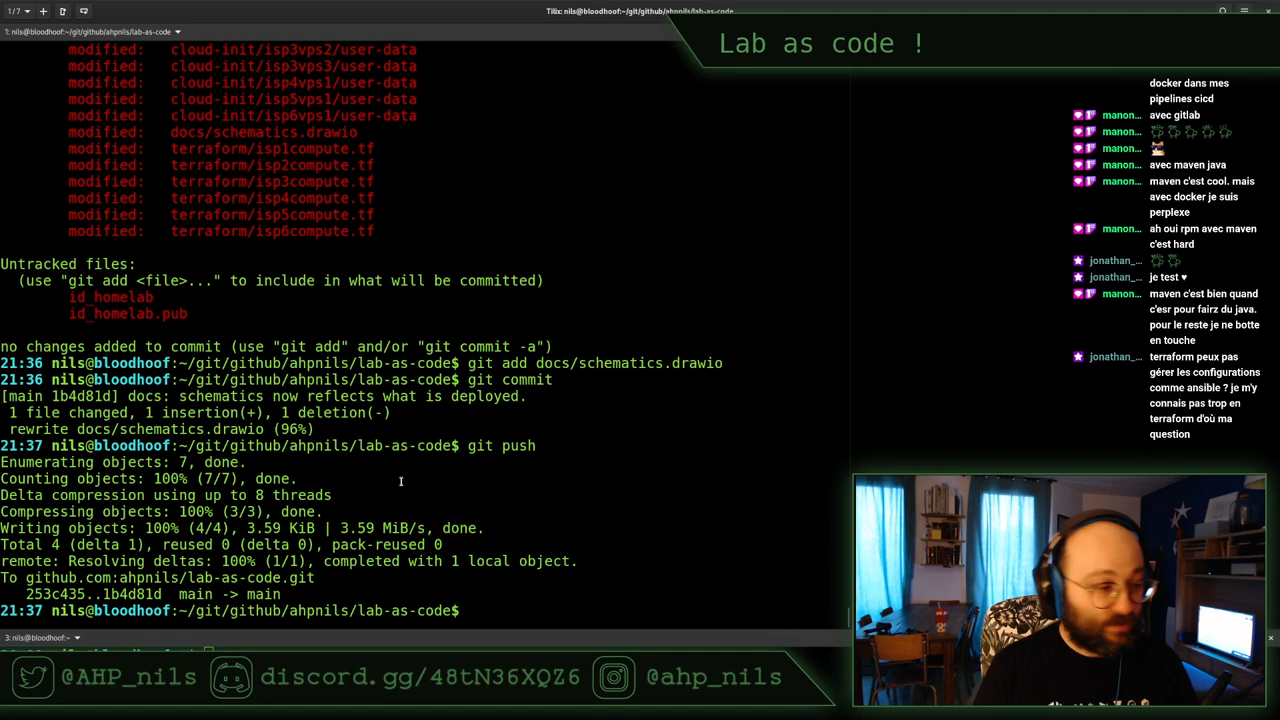 1/7
Tilix: nils@bloodhoof:~/git/github/ahpnils/lab-as-code
1: nils@bloodhoof:~/git/github/ahpnils/lab-as-code
Lab as code !
modified:   cloud-init/isp3vps2/user-data
modified:   cloud-init/isp3vps3/user-data
modified:   cloud-init/isp4vps1/user-data
modified:   cloud-init/isp5vps1/user-data
modified:   cloud-init/isp6vps1/user-data
modified:   docs/schematics.drawio
modified:   terraform/isp1compute.tf
modified:   terraform/isp2compute.tf
modified:   terraform/isp3compute.tf
modified:   terraform/isp4compute.tf
modified:   terraform/isp5compute.tf
modified:   terraform/isp6compute.tf
Untracked files:
(use "git add <file>..." to include in what will be committed)
id_homelab
id_homelab.pub
no changes added to commit (use "git add" and/or "git commit -a")
21:36 nils@bloodhoof:~/git/github/ahpnils/lab-as-code$ git add docs/schematics.drawio
21:36 nils@bloodhoof:~/git/github/ahpnils/lab-as-code$ git commit
[main 1b4d81d] docs: schematics now reflects what is deployed.
1 file changed, 1 insertion(+), 1 deletion(-)
rewrite docs/schematics.drawio (96%)
21:37 nils@bloodhoof:~/git/github/ahpnils/lab-as-code$ git push
Enumerating objects: 7, done.
Counting objects: 100% (7/7), done.
Delta compression using up to 8 threads
Compressing objects: 100% (3/3), done.
Writing objects: 100% (4/4), 3.59 KiB | 3.59 MiB/s, done.
Total 4 (delta 1), reused 0 (delta 0), pack-reused 0
remote: Resolving deltas: 100% (1/1), completed with 1 local object.
To github.com:ahpnils/lab-as-code.git
253c435..1b4d81d  main -> main
21:37 nils@bloodhoof:~/git/github/ahpnils/lab-as-code$
3: nils@bloodhoof:~
docker dans mes
pipelines cicd
manon... avec gitlab
manon...
manon...
manon... avec maven java
manon... maven c'est cool. mais
avec docker je suis
perplexe
manon... ah oui rpm avec maven
c'est hard
jonathan_...
jonathan_... je test ♥
manon... maven c'est bien quand
c'esr pour fairz du java.
pour le reste je ne botte
en touche
jonathan_... terraform peux pas
gérer les configurations
comme ansible ? je m'y
connais pas trop en
terraform d'où ma
question
@AHP_nils discord.gg/48tN36XQZ6 @ahp_nils